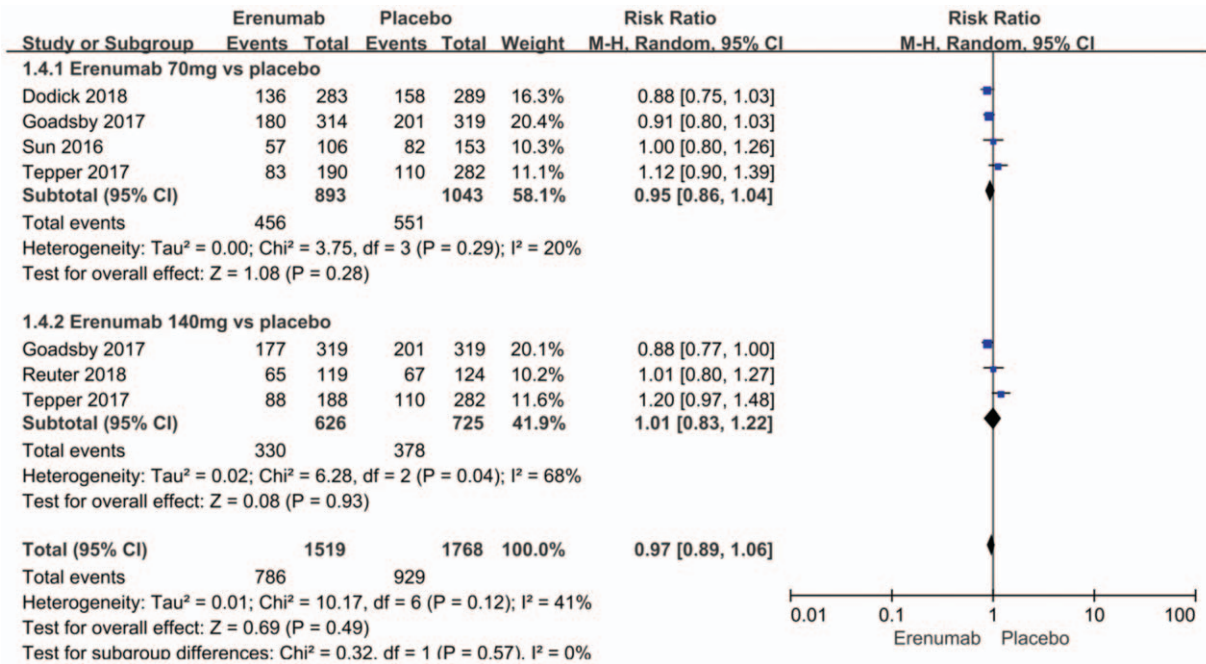 Erenumab Placebo Risk Ratio Risk Ratio
Study or Subgroup Events Total Events Total Weight M-H, Random, 95% CI M-H, Random, 95% CI
1.4.1 Erenumab 70mg vs placebo
Dodick 2018 136 283 158 289 16.3% 0.88 [0.75, 1.03]
Goadsby 2017 180 314 201 319 20.4% 0.91 [0.80, 1.03]
Sun 2016 57 106 82 153 10.3% 1.00 [0.80, 1.26]
Tepper 2017 83 190 110 282 11.1% 1.12 [0.90, 1.39]
Subtotal (95% CI) 893 1043 58.1% 0.95 [0.86, 1.04]
Total events 456 551
Heterogeneity: Tau² = 0.00; Chi² = 3.75, df = 3 (P = 0.29); I² = 20%
Test for overall effect: Z = 1.08 (P = 0.28)
1.4.2 Erenumab 140mg vs placebo
Goadsby 2017 177 319 201 319 20.1% 0.88 [0.77, 1.00]
Reuter 2018 65 119 67 124 10.2% 1.01 [0.80, 1.27]
Tepper 2017 88 188 110 282 11.6% 1.20 [0.97, 1.48]
Subtotal (95% CI) 626 725 41.9% 1.01 [0.83, 1.22]
Total events 330 378
Heterogeneity: Tau² = 0.02; Chi² = 6.28, df = 2 (P = 0.04); I² = 68%
Test for overall effect: Z = 0.08 (P = 0.93)
Total (95% CI) 1519 1768 100.0% 0.97 [0.89, 1.06]
Total events 786 929
Heterogeneity: Tau² = 0.01; Chi² = 10.17, df = 6 (P = 0.12); I² = 41%
Test for overall effect: Z = 0.69 (P = 0.49)
Test for subgroup differences: Chi² = 0.32, df = 1 (P = 0.57), I² = 0%
0.01 0.1 1 10 100
Erenumab Placebo